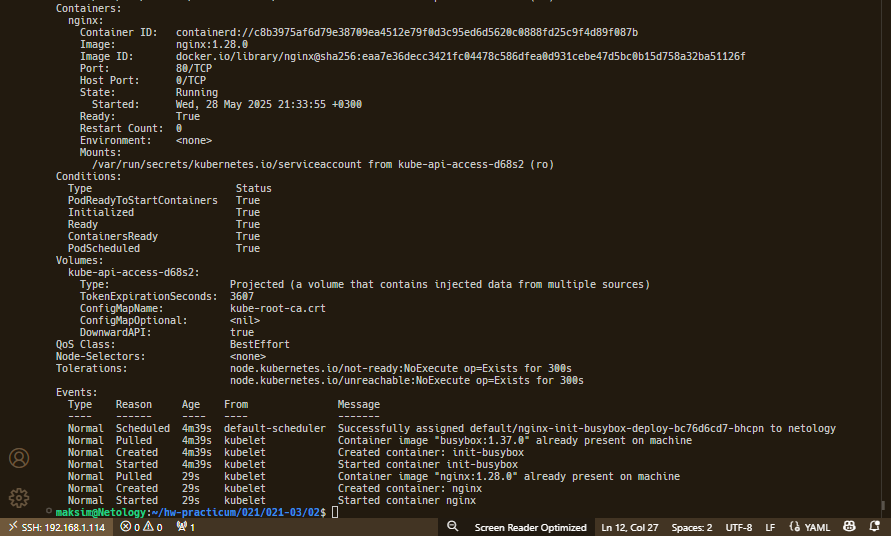 Containers:
  nginx:
    Container ID:   containerd://c8b3975af6d79e38709ea4512e79f0d3c95ed6d5620c0888fd25c9f4d89f087b
    Image:          nginx:1.28.0
    Image ID:       docker.io/library/nginx@sha256:eaa7e36decc3421fc04478c586dfea0d931cebe47d5bc0b15d758a32ba51126f
    Port:           80/TCP
    Host Port:      0/TCP
    State:          Running
      Started:      Wed, 28 May 2025 21:33:55 +0300
    Ready:          True
    Restart Count:  0
    Environment:    <none>
    Mounts:
      /var/run/secrets/kubernetes.io/serviceaccount from kube-api-access-d68s2 (ro)
Conditions:
  Type                        Status
  PodReadyToStartContainers   True
  Initialized                 True
  Ready                       True
  ContainersReady             True
  PodScheduled                True
Volumes:
  kube-api-access-d68s2:
    Type:                    Projected (a volume that contains injected data from multiple sources)
    TokenExpirationSeconds:  3607
    ConfigMapName:           kube-root-ca.crt
    ConfigMapOptional:       <nil>
    DownwardAPI:             true
QoS Class:                   BestEffort
Node-Selectors:              <none>
Tolerations:                 node.kubernetes.io/not-ready:NoExecute op=Exists for 300s
                             node.kubernetes.io/unreachable:NoExecute op=Exists for 300s
Events:
  Type    Reason     Age    From               Message
  ----    ------     ----   ----               -------
  Normal  Scheduled  4m39s  default-scheduler  Successfully assigned default/nginx-init-busybox-deploy-bc76d6cd7-bhcpn to netology
  Normal  Pulled     4m39s  kubelet            Container image "busybox:1.37.0" already present on machine
  Normal  Created    4m39s  kubelet            Created container: init-busybox
  Normal  Started    4m39s  kubelet            Started container init-busybox
  Normal  Pulled     29s    kubelet            Container image "nginx:1.28.0" already present on machine
  Normal  Created    29s    kubelet            Created container: nginx
  Normal  Started    29s    kubelet            Started container nginx
maksim@Netology:~/hw-practicum/021/021-03/02$
SSH: 192.168.1.114 0 0 1 Screen Reader Optimized Ln 12, Col 27 Spaces: 2 UTF-8 LF YAML